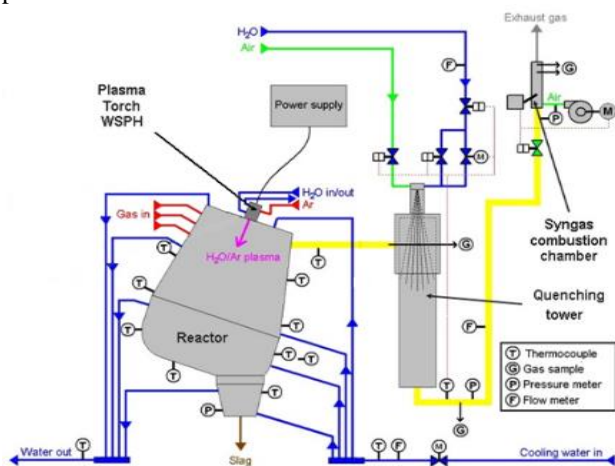 Exhaust gas
H₂O
Air
G
F
Air
P
M
Plasma
Torch
WSPH
Power supply
M
H₂O in/out
Ar
Gas in
H₂O/Ar plasma
T
G
Syngas
combustion
chamber
T
T
T
Quenching
tower
Reactor
T
T
F
T
T
T
T Thermocouple
G Gas sample
P Pressure meter
F Flow meter
P
T
T
P
G
T
Water out
Slag
T
F
M
Cooling water in